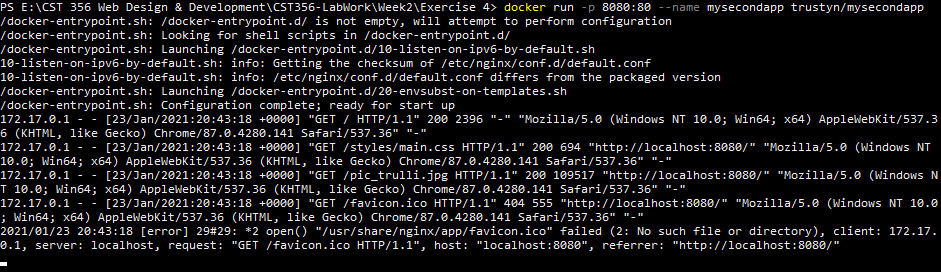 PS E:\CST 356 Web Design & Development\CST356-LabWork\Week2\Exercise 4> docker run -p 8080:80 --name mysecondapp trustyn/mysecondapp
/docker-entrypoint.sh: /docker-entrypoint.d/ is not empty, will attempt to perform configuration
/docker-entrypoint.sh: Looking for shell scripts in /docker-entrypoint.d/
/docker-entrypoint.sh: Launching /docker-entrypoint.d/10-listen-on-ipv6-by-default.sh
10-listen-on-ipv6-by-default.sh: info: Getting the checksum of /etc/nginx/conf.d/default.conf
10-listen-on-ipv6-by-default.sh: info: /etc/nginx/conf.d/default.conf differs from the packaged version
/docker-entrypoint.sh: Launching /docker-entrypoint.d/20-envsubst-on-templates.sh
/docker-entrypoint.sh: Configuration complete; ready for start up
172.17.0.1 - - [23/Jan/2021:20:43:18 +0000] "GET / HTTP/1.1" 200 2396 "-" "Mozilla/5.0 (Windows NT 10.0; Win64; x64) AppleWebKit/537.3
6 (KHTML, like Gecko) Chrome/87.0.4280.141 Safari/537.36" "-"
172.17.0.1 - - [23/Jan/2021:20:43:18 +0000] "GET /styles/main.css HTTP/1.1" 200 694 "http://localhost:8080/" "Mozilla/5.0 (Windows NT
10.0; Win64; x64) AppleWebKit/537.36 (KHTML, like Gecko) Chrome/87.0.4280.141 Safari/537.36" "-"
172.17.0.1 - - [23/Jan/2021:20:43:18 +0000] "GET /pic_trulli.jpg HTTP/1.1" 200 109517 "http://localhost:8080/" "Mozilla/5.0 (Windows N
T 10.0; Win64; x64) AppleWebKit/537.36 (KHTML, like Gecko) Chrome/87.0.4280.141 Safari/537.36" "-"
172.17.0.1 - - [23/Jan/2021:20:43:18 +0000] "GET /favicon.ico HTTP/1.1" 404 555 "http://localhost:8080/" "Mozilla/5.0 (Windows NT 10.0
; Win64; x64) AppleWebKit/537.36 (KHTML, like Gecko) Chrome/87.0.4280.141 Safari/537.36" "-"
2021/01/23 20:43:18 [error] 29#29: *2 open() "/usr/share/nginx/app/favicon.ico" failed (2: No such file or directory), client: 172.17.
0.1, server: localhost, request: "GET /favicon.ico HTTP/1.1", host: "localhost:8080", referrer: "http://localhost:8080/"